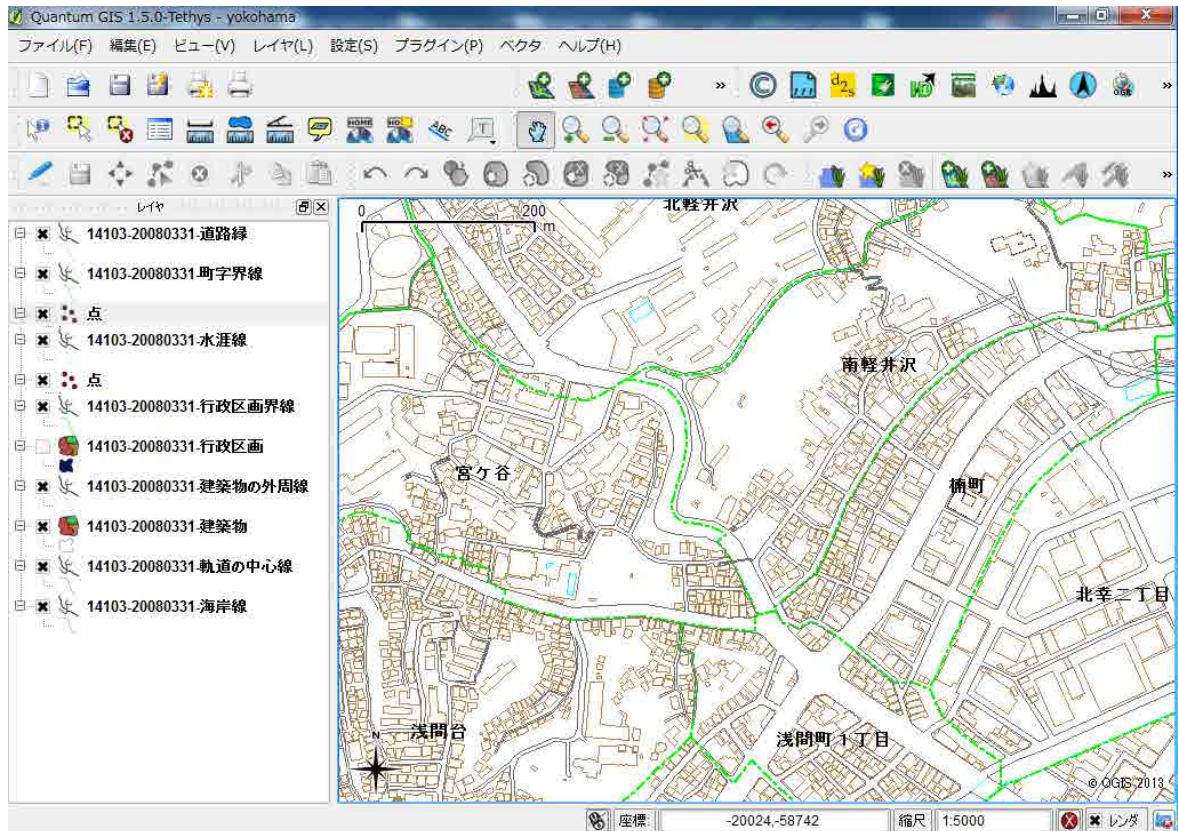 Quantum GIS 1.5.0-Tethys - yokohama
ファイル(F) 編集(E) ビュー(V) レイヤ(L) 設定(S) プラグイン(P) ベクタ ヘルプ(H)
レイヤ
14103-20080331-道路縁
14103-20080331-町字界線
点
14103-20080331-水涯線
点
14103-20080331-行政区画界線
14103-20080331-行政区画
14103-20080331-建築物の外周線
14103-20080331-建築物
14103-20080331-軌道の中心線
14103-20080331-海岸線
0 200
m
北軽井沢
南軽井沢
宮ケ谷
楠町
北幸二丁目
浅間台
浅間町1丁目
N
© QGIS 2013
座標: -20024,-58742 縮尺 1:5000 レンダ